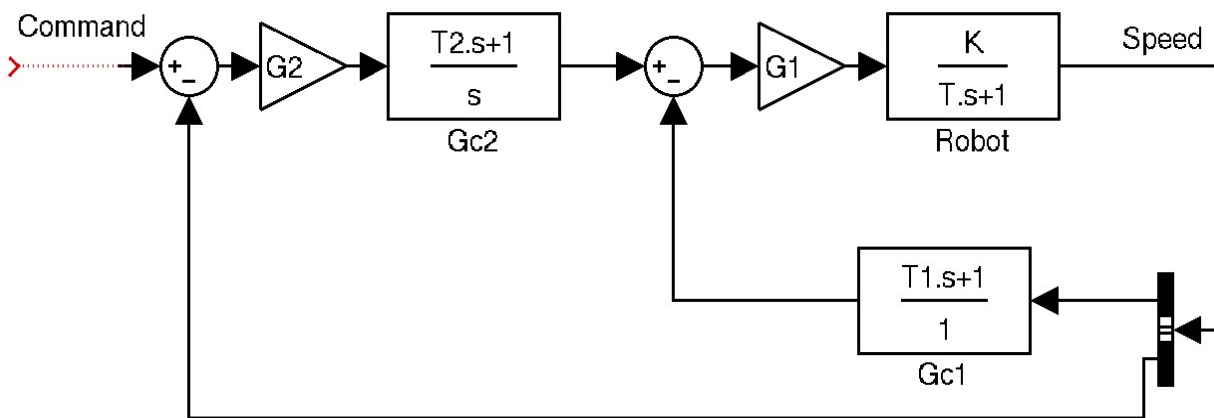 Command
Speed
+
-
G2
T2.s+1
s
Gc2
+
-
G1
K
T.s+1
Robot
T1.s+1
1
Gc1